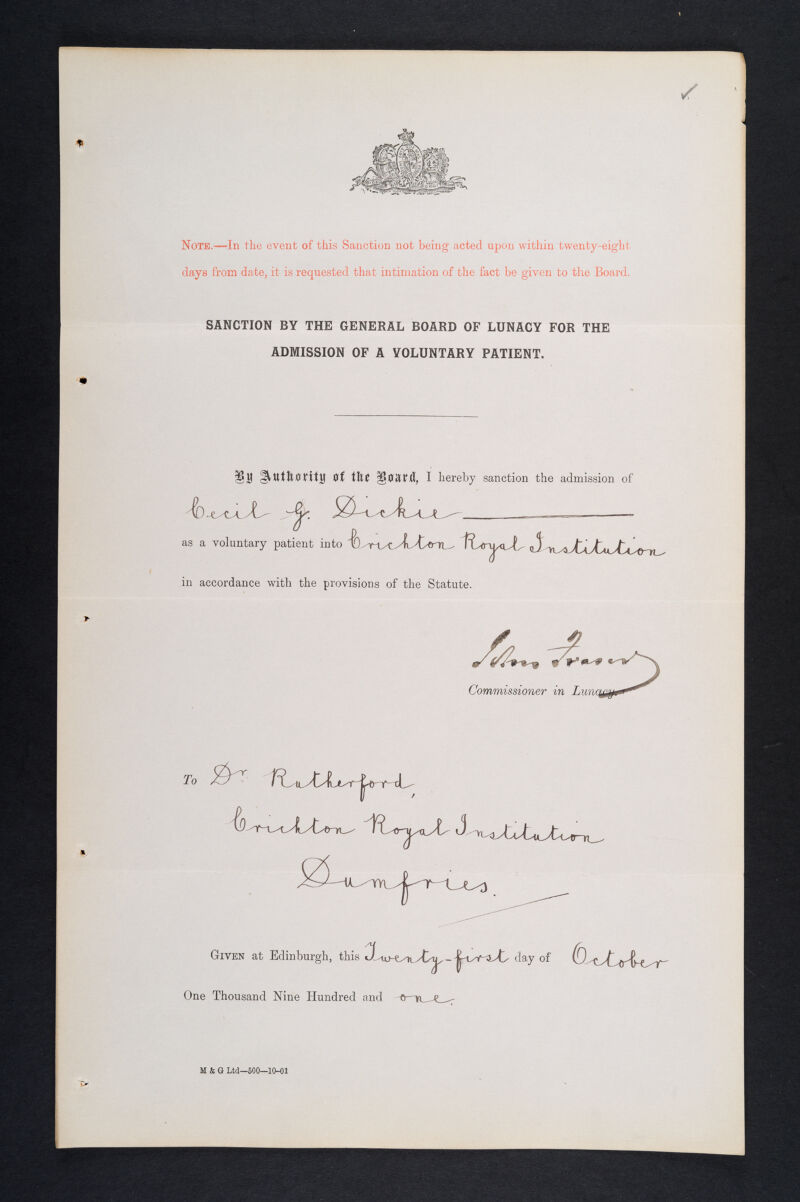 NOTE.—In the event of this Sanction not being acted upon within twenty-eight
days from date, it is requested that intimation of the fact be given to the Board.
SANCTION BY THE GENERAL BOARD OF LUNACY FOR THE
ADMISSION OF A VOLUNTARY PATIENT.
By Authority of the Board, I hereby sanction the admission of
Cecil G. Dickie
as a voluntary patient into Crichton Royal Institution
in accordance with the provisions of the Statute.
John Fraser
Commissioner in Lunacy.
To Dr. Rutherford,
Crichton Royal Institution
Dumfries.
GIVEN at Edinburgh, this Twenty-first day of October
One Thousand Nine Hundred and one.
M & G Ltd—500—10-01